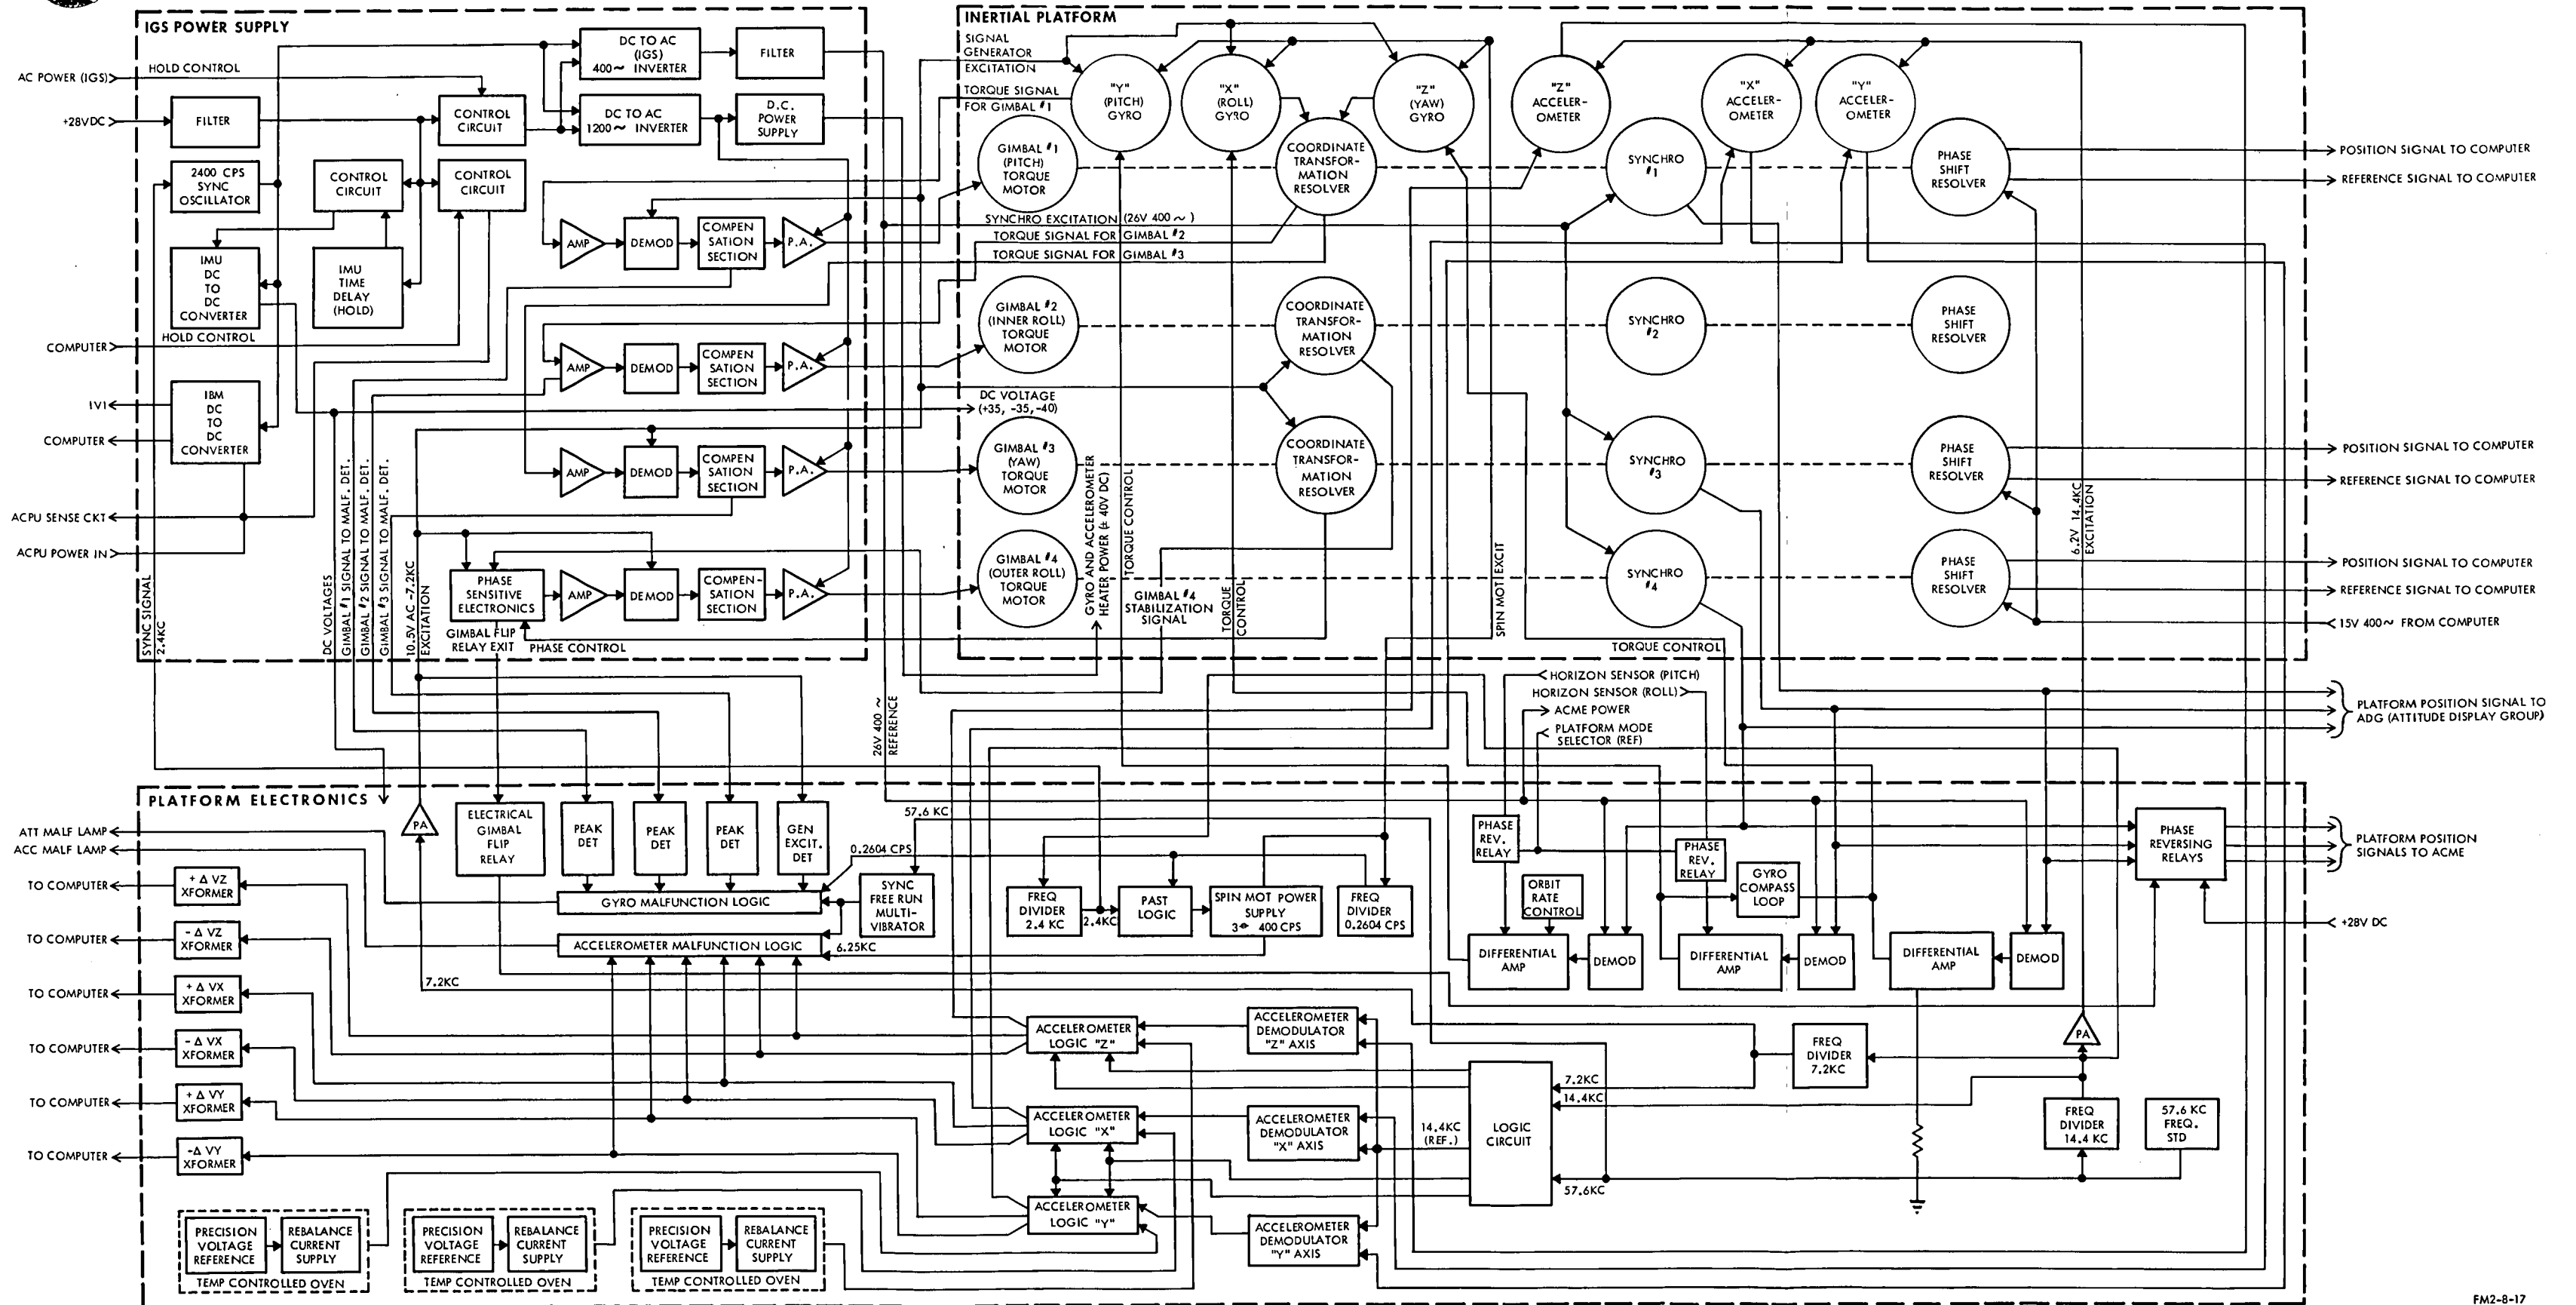 IGS POWER SUPPLY
AC POWER (IGS)
HOLD CONTROL
+28VDC
FILTER
CONTROL
CIRCUIT
DC TO AC
(IGS)
400~ INVERTER
FILTER
DC TO AC
1200~ INVERTER
D.C.
POWER
SUPPLY
2400 CPS
SYNC
OSCILLATOR
CONTROL
CIRCUIT
CONTROL
CIRCUIT
IMU
DC
TO
DC
CONVERTER
IMU
TIME
DELAY
(HOLD)
HOLD CONTROL
COMPUTER
IVI
COMPUTER
IBM
DC
TO
DC
CONVERTER
ACPU SENSE CKT
ACPU POWER IN
AMP
DEMOD
COMPEN
SATION
SECTION
P.A.
AMP
DEMOD
COMPEN
SATION
SECTION
P.A.
AMP
DEMOD
COMPEN
SATION
SECTION
P.A.
PHASE
SENSITIVE
ELECTRONICS
AMP
DEMOD
COMPEN-
SATION
SECTION
P.A.
GIMBAL FLIP
RELAY EXIT
PHASE CONTROL
SYNC SIGNAL
2.4KC
DC VOLTAGES
GIMBAL #1 SIGNAL TO MALF. DET.
GIMBAL #2 SIGNAL TO MALF. DET.
GIMBAL #3 SIGNAL TO MALF. DET.
10.5V AC -7.2KC
EXCITATION
INERTIAL PLATFORM
SIGNAL
GENERATOR
EXCITATION
TORQUE SIGNAL
FOR GIMBAL #1
"Y"
(PITCH)
GYRO
"X"
(ROLL)
GYRO
"Z"
(YAW)
GYRO
"Z"
ACCELER-
OMETER
"X"
ACCELER-
OMETER
"Y"
ACCELER-
OMETER
GIMBAL #1
(PITCH)
TORQUE
MOTOR
COORDINATE
TRANSFOR-
MATION
RESOLVER
SYNCHRO
#1
PHASE
SHIFT
RESOLVER
POSITION SIGNAL TO COMPUTER
REFERENCE SIGNAL TO COMPUTER
SYNCHRO EXCITATION (26V 400 ~ )
TORQUE SIGNAL FOR GIMBAL #2
TORQUE SIGNAL FOR GIMBAL #3
GIMBAL #2
(INNER ROLL)
TORQUE
MOTOR
COORDINATE
TRANSFOR-
MATION
RESOLVER
SYNCHRO
#2
PHASE
SHIFT
RESOLVER
DC VOLTAGE
(+35, -35,-40)
GIMBAL #3
(YAW)
TORQUE
MOTOR
COORDINATE
TRANSFOR-
MATION
RESOLVER
SYNCHRO
#3
PHASE
SHIFT
RESOLVER
POSITION SIGNAL TO COMPUTER
REFERENCE SIGNAL TO COMPUTER
GYRO AND ACCELEROMETER
HEATER POWER (± 40V DC)
TORQUE CONTROL
6.2V 14.4KC
EXCITATION
GIMBAL #4
(OUTER ROLL)
TORQUE
MOTOR
GIMBAL #4
STABILIZATION
SIGNAL
TORQUE
CONTROL
SPIN MOT EXCIT
SYNCHRO
#4
PHASE
SHIFT
RESOLVER
POSITION SIGNAL TO COMPUTER
REFERENCE SIGNAL TO COMPUTER
15V 400~ FROM COMPUTER
TORQUE CONTROL
26V 400 ~
REFERENCE
HORIZON SENSOR (PITCH)
HORIZON SENSOR (ROLL)
ACME POWER
PLATFORM MODE
SELECTOR (REF)
PLATFORM POSITION SIGNAL TO
ADG (ATTITUDE DISPLAY GROUP)
PLATFORM ELECTRONICS
ATT MALF LAMP
ACC MALF LAMP
PA
ELECTRICAL
GIMBAL
FLIP
RELAY
PEAK
DET
PEAK
DET
PEAK
DET
GEN
EXCIT.
DET
57.6 KC
0.2604 CPS
GYRO MALFUNCTION LOGIC
SYNC
FREE RUN
MULTI-
VIBRATOR
ACCELEROMETER MALFUNCTION LOGIC
6.25KC
7.2KC
FREQ
DIVIDER
2.4 KC
2.4KC
PAST
LOGIC
SPIN MOT POWER
SUPPLY
3⌀ 400 CPS
FREQ
DIVIDER
0.2604 CPS
PHASE
REV.
RELAY
ORBIT
RATE
CONTROL
PHASE
REV.
RELAY
GYRO
COMPASS
LOOP
DIFFERENTIAL
AMP
DEMOD
DIFFERENTIAL
AMP
DEMOD
DIFFERENTIAL
AMP
DEMOD
PHASE
REVERSING
RELAYS
PLATFORM POSITION
SIGNALS TO ACME
+28V DC
TO COMPUTER
+ Δ VZ
XFORMER
TO COMPUTER
- Δ VZ
XFORMER
TO COMPUTER
+ Δ VX
XFORMER
TO COMPUTER
- Δ VX
XFORMER
TO COMPUTER
+ Δ VY
XFORMER
TO COMPUTER
-Δ VY
XFORMER
ACCELEROMETER
LOGIC "Z"
ACCELEROMETER
DEMODULATOR
"Z" AXIS
ACCELEROMETER
LOGIC "X"
ACCELEROMETER
DEMODULATOR
"X" AXIS
ACCELEROMETER
LOGIC "Y"
ACCELEROMETER
DEMODULATOR
"Y" AXIS
14.4KC
(REF.)
LOGIC
CIRCUIT
7.2KC
14.4KC
57.6KC
FREQ
DIVIDER
7.2KC
PA
FREQ
DIVIDER
14.4 KC
57.6 KC
FREQ.
STD
PRECISION
VOLTAGE
REFERENCE
REBALANCE
CURRENT
SUPPLY
TEMP CONTROLLED OVEN
PRECISION
VOLTAGE
REFERENCE
REBALANCE
CURRENT
SUPPLY
TEMP CONTROLLED OVEN
PRECISION
VOLTAGE
REFERENCE
REBALANCE
CURRENT
SUPPLY
TEMP CONTROLLED OVEN
FM2-8-17